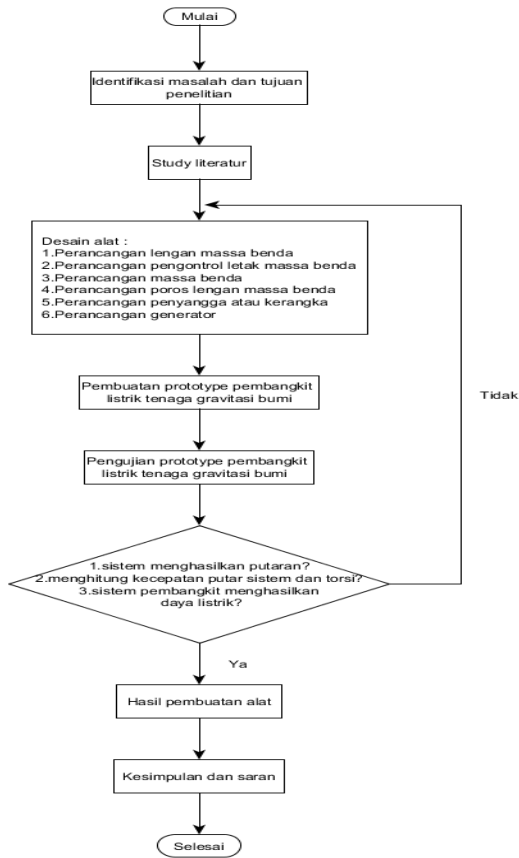 Mulai
Identifikasi masalah dan tujuan
penelitian
Study literatur
Desain alat :
1.Perancangan lengan massa benda
2.Perancangan pengontrol letak massa benda
3.Perancangan massa benda
4.Perancangan poros lengan massa benda
5.Perancangan penyangga atau kerangka
6.Perancangan generator
Pembuatan prototype pembangkit
listrik tenaga gravitasi bumi
Tidak
Pengujian prototype pembangkit
listrik tenaga gravitasi bumi
1.sistem menghasilkan putaran?
2.menghitung kecepatan putar sistem dan torsi?
3.sistem pembangkit menghasilkan
daya listrik?
Ya
Hasil pembuatan alat
Kesimpulan dan saran
Selesai